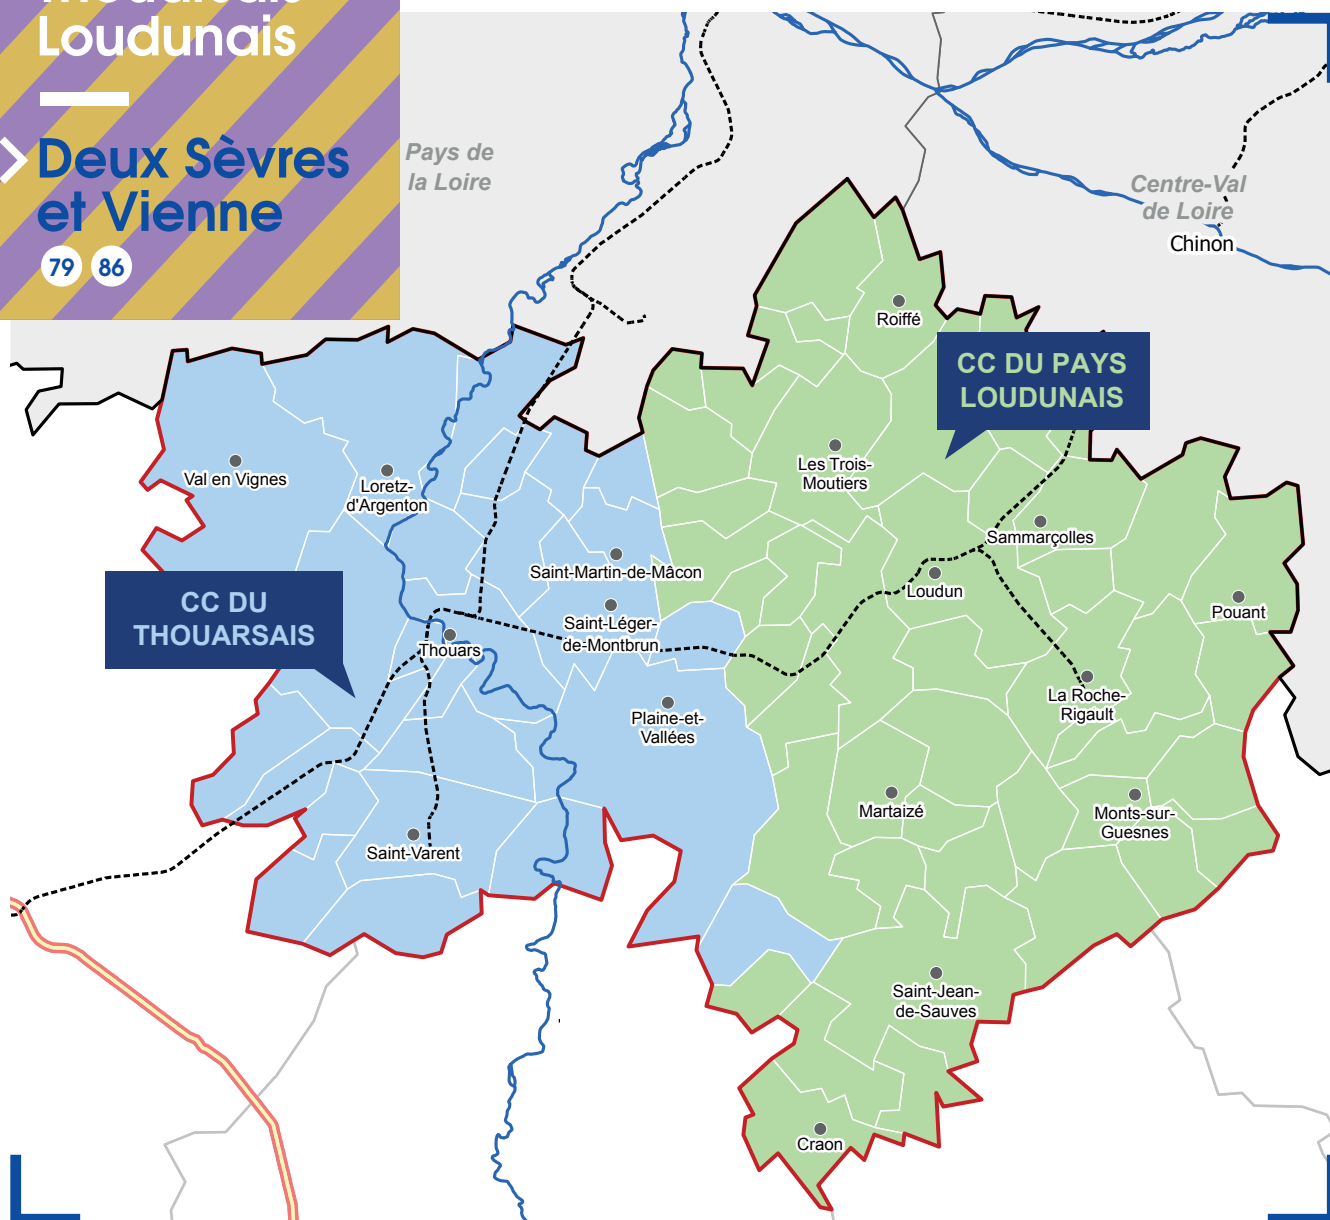 Loudunais
Deux Sèvres
et Vienne
79 86
Pays de
la Loire
Centre-Val
de Loire
Chinon
Roiffé
CC DU PAYS
LOUDUNAIS
Les Trois-
Moutiers
Val en Vignes
Loretz-
d'Argenton
Sammarçolles
Saint-Martin-de-Mâcon
Loudun
CC DU
THOUARSAIS
Saint-Léger-
de-Montbrun
Pouant
Thouars
La Roche-
Rigault
Plaine-et-
Vallées
Martaizé
Monts-sur-
Guesnes
Saint-Varent
Saint-Jean-
de-Sauves
Craon